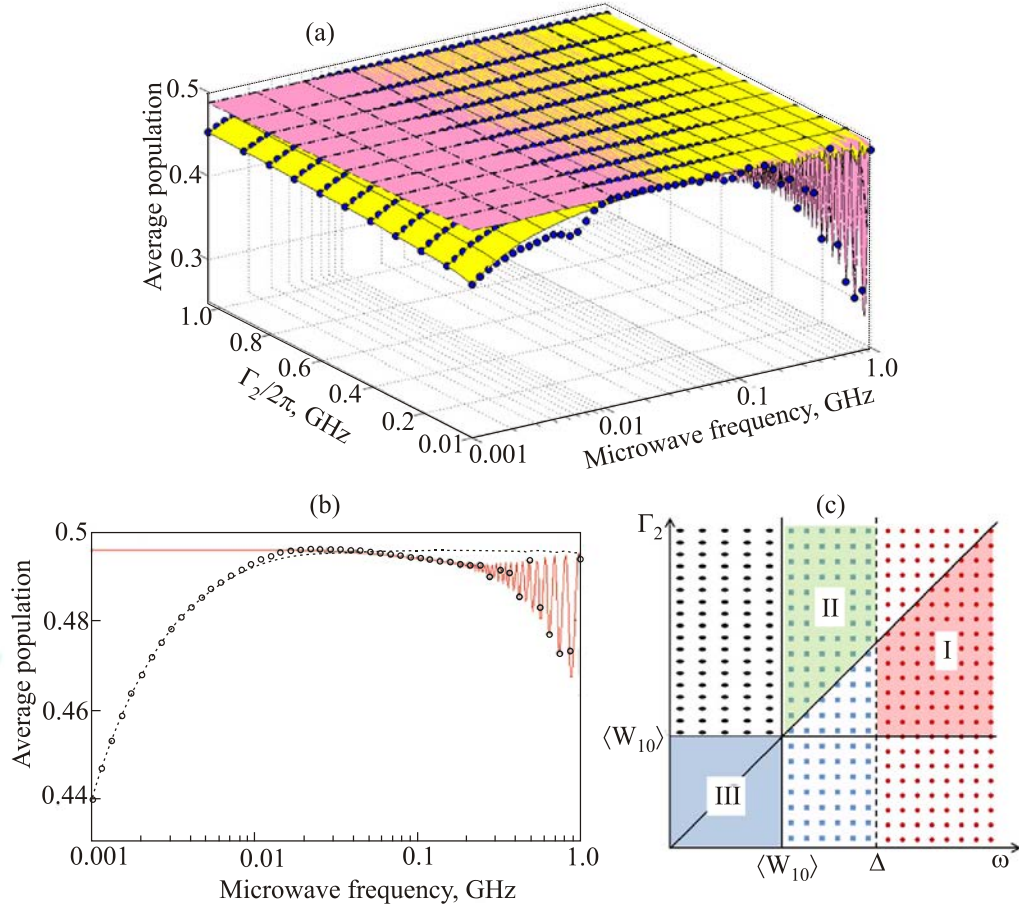 (a)
Average population
0.5
0.4
0.3
1.0
0.8
0.6
0.4
0.2
0.01
Γ₂/2π, GHz
0.001
0.01
0.1
1.0
Microwave frequency, GHz
(b)
Average population
0.5
0.48
0.46
0.44
0.001
0.01
0.1
1.0
Microwave frequency, GHz
(c)
Γ₂
II
I
⟨W₁₀⟩
III
⟨W₁₀⟩
Δ
ω